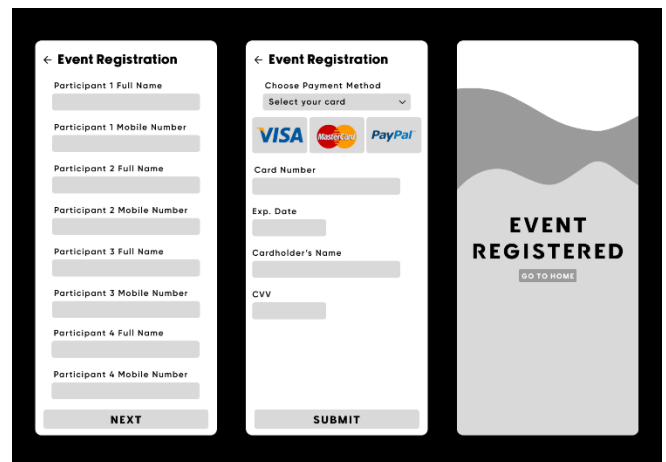 ← Event Registration
Participant 1 Full Name
Participant 1 Mobile Number
Participant 2 Full Name
Participant 2 Mobile Number
Participant 3 Full Name
Participant 3 Mobile Number
Participant 4 Full Name
Participant 4 Mobile Number
NEXT
← Event Registration
Choose Payment Method
Select your card
VISA MasterCard PayPal
Card Number
Exp. Date
Cardholder's Name
CVV
SUBMIT
EVENT
REGISTERED
GO TO HOME